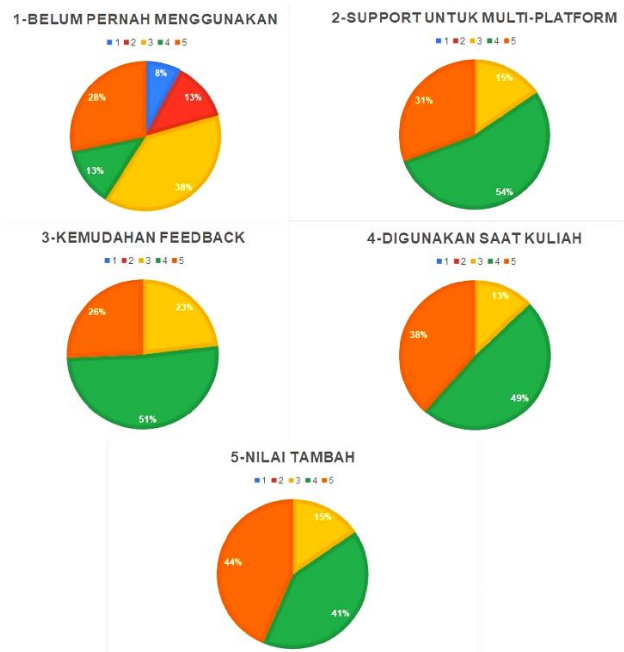 1-BELUM PERNAH MENGGUNAKAN
1 2 3 4 5
8%
13%
38%
13%
28%
2-SUPPORT UNTUK MULTI-PLATFORM
1 2 3 4 5
15%
54%
31%
3-KEMUDAHAN FEEDBACK
1 2 3 4 5
23%
51%
26%
4-DIGUNAKAN SAAT KULIAH
1 2 3 4 5
13%
49%
38%
5-NILAI TAMBAH
1 2 3 4 5
15%
41%
44%